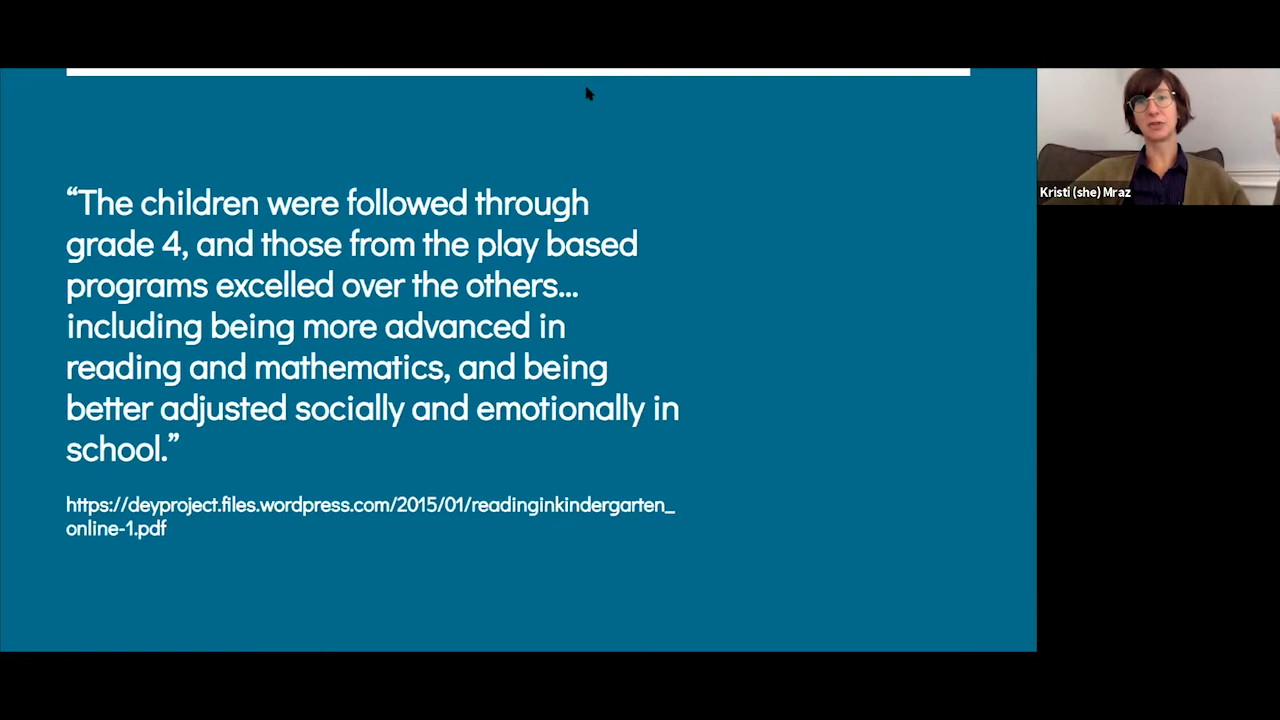 “The children were followed through
grade 4, and those from the play based
programs excelled over the others...
including being more advanced in
reading and mathematics, and being
better adjusted socially and emotionally in
school.”
https://deyproject.files.wordpress.com/2015/01/readinginkindergarten_
online-1.pdf
Kristi (she) Mraz